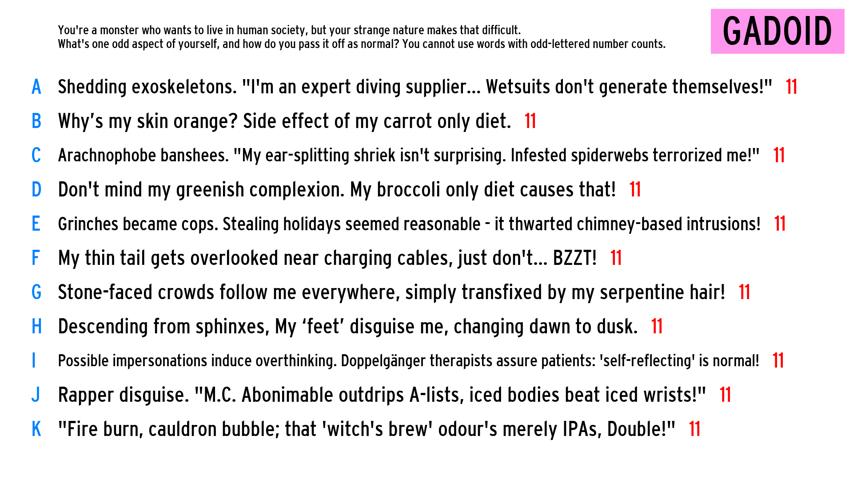 You're a monster who wants to live in human society, but your strange nature makes that difficult.
What's one odd aspect of yourself, and how do you pass it off as normal? You cannot use words with odd-lettered number counts.
GADOID
A Shedding exoskeletons. "I'm an expert diving supplier... Wetsuits don't generate themselves!" 11
B Why's my skin orange? Side effect of my carrot only diet. 11
C Arachnophobe banshees. "My ear-splitting shriek isn't surprising. Infested spiderwebs terrorized me!" 11
D Don't mind my greenish complexion. My broccoli only diet causes that! 11
E Grinches became cops. Stealing holidays seemed reasonable - it thwarted chimney-based intrusions! 11
F My thin tail gets overlooked near charging cables, just don't... BZZT! 11
G Stone-faced crowds follow me everywhere, simply transfixed by my serpentine hair! 11
H Descending from sphinxes, My ‘feet’ disguise me, changing dawn to dusk. 11
I Possible impersonations induce overthinking. Doppelgänger therapists assure patients: 'self-reflecting' is normal! 11
J Rapper disguise. "M.C. Abonimable outdrips A-lists, iced bodies beat iced wrists!" 11
K "Fire burn, cauldron bubble; that 'witch's brew' odour's merely IPAs, Double!" 11